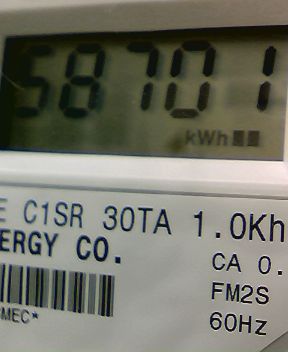 58701
kWh
E C1SR 30TA 1.0Kh
ERGY CO.
CA 0.
FM2S
MEC*
60Hz